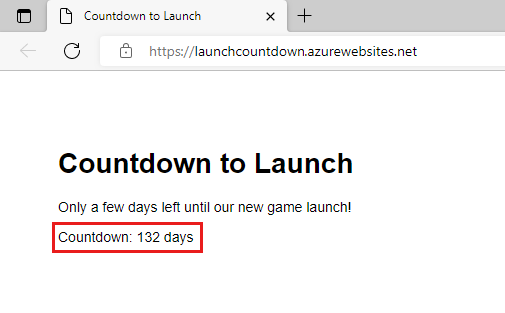 Countdown to Launch
https://launchcountdown.azurewebsites.net
Countdown to Launch
Only a few days left until our new game launch!
Countdown: 132 days